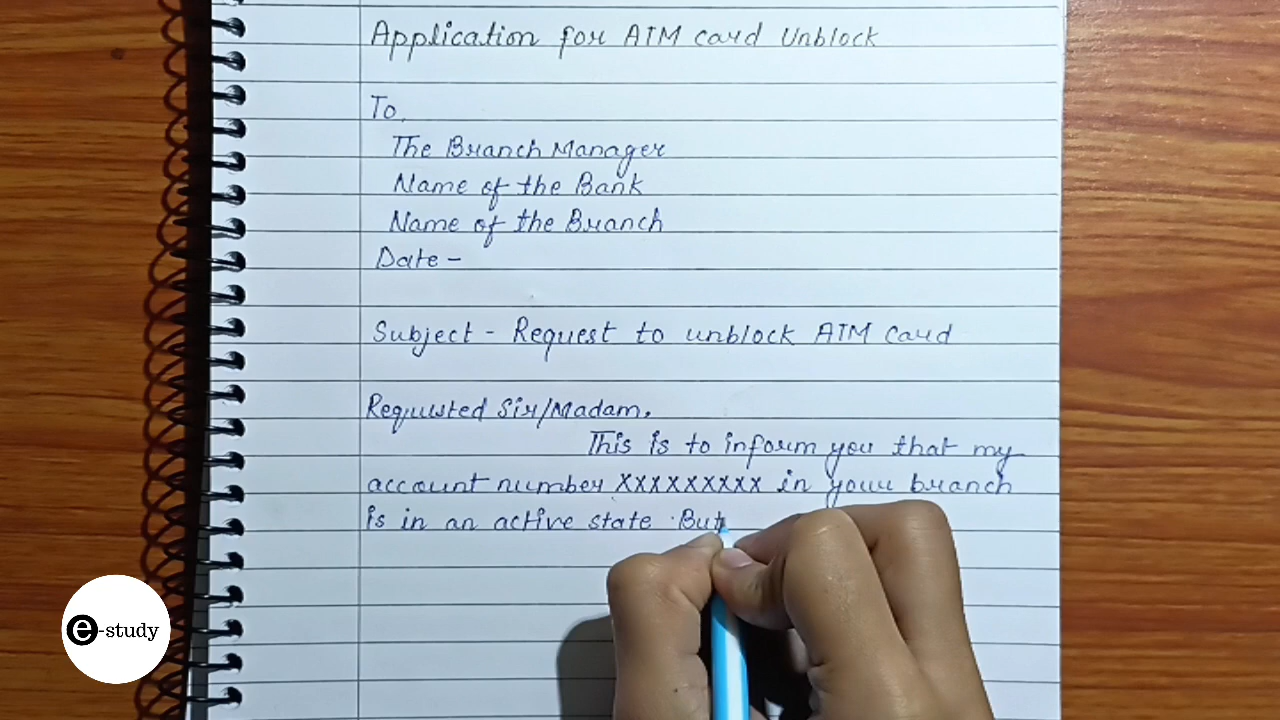 Application for ATM card Unblock
To,
The Branch Manager
Name of the Bank
Name of the Branch
Date -
Subject - Request to unblock ATM Card
Requested Sir/Madam,
This is to inform you that my
account number XXXXXXXXX in your branch
is in an active state. But
e-study